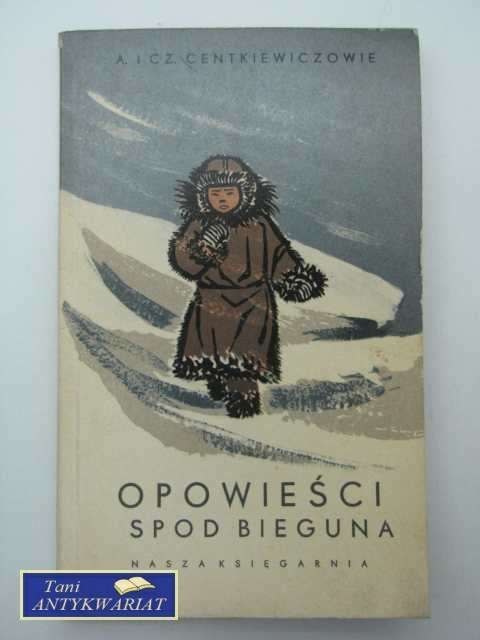 A. I CZ. CENTKIEWICZOWIE
OPOWIEŚCI
SPOD BIEGUNA
NASZA KSIĘGARNIA
Tani
ANTYKWARIAT